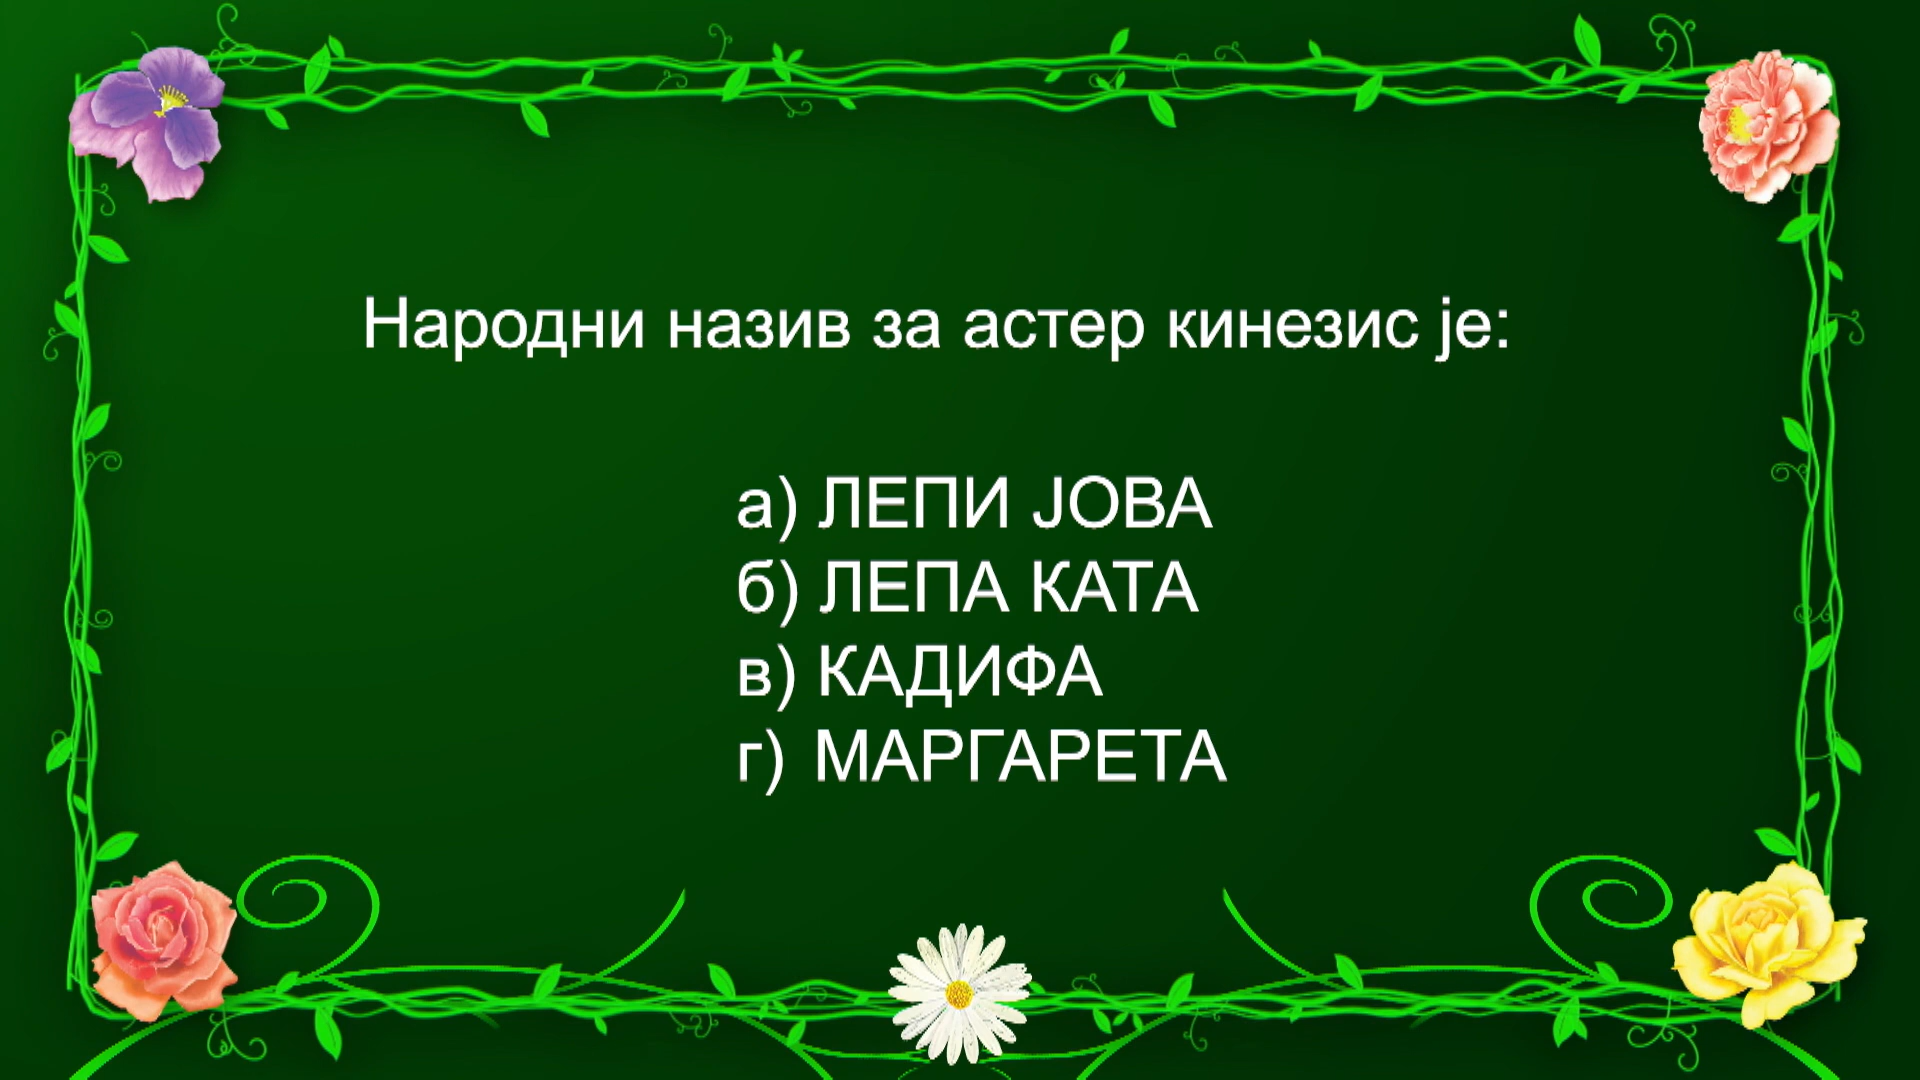 Народни назив за астер кинезис је:
а) ЛЕПИ ЈОВА
б) ЛЕПА КАТА
в) КАДИФА
г) МАРГАРЕТА